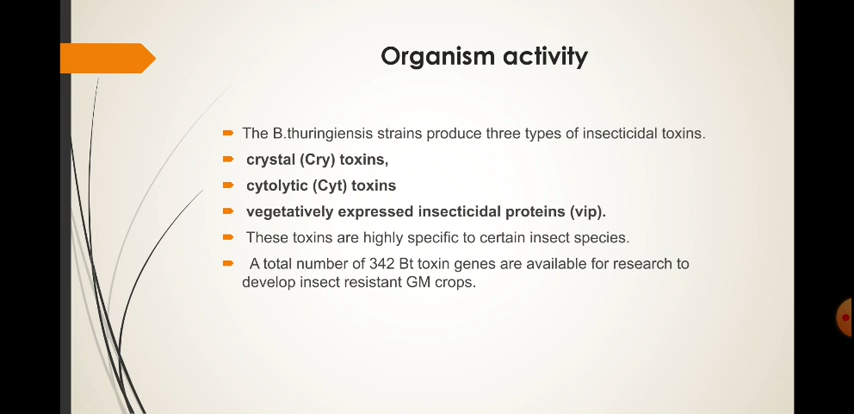 Organism activity
The B.thuringiensis strains produce three types of insecticidal toxins.
crystal (Cry) toxins,
cytolytic (Cyt) toxins
vegetatively expressed insecticidal proteins (vip).
These toxins are highly specific to certain insect species.
A total number of 342 Bt toxin genes are available for research to
develop insect resistant GM crops.